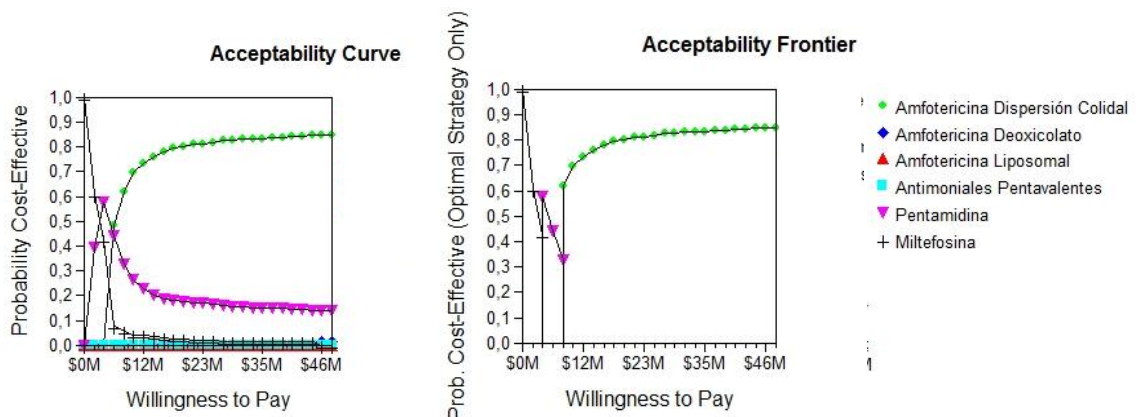 Acceptability Curve
Probability Cost-Effective
1,0
0,9
0,8
0,7
0,6
0,5
0,4
0,3
0,2
0,1
0,0
$0M $12M $23M $35M $46M
Willingness to Pay
Acceptability Frontier
Prob. Cost-Effective (Optimal Strategy Only)
1,0
0,9
0,8
0,7
0,6
0,5
0,4
0,3
0,2
0,1
0,0
$0M $12M $23M $35M $46M
Willingness to Pay
Amfotericina Dispersión Colidal
Amfotericina Deoxicolato
Amfotericina Liposomal
Antimoniales Pentavalentes
Pentamidina
Miltefosina